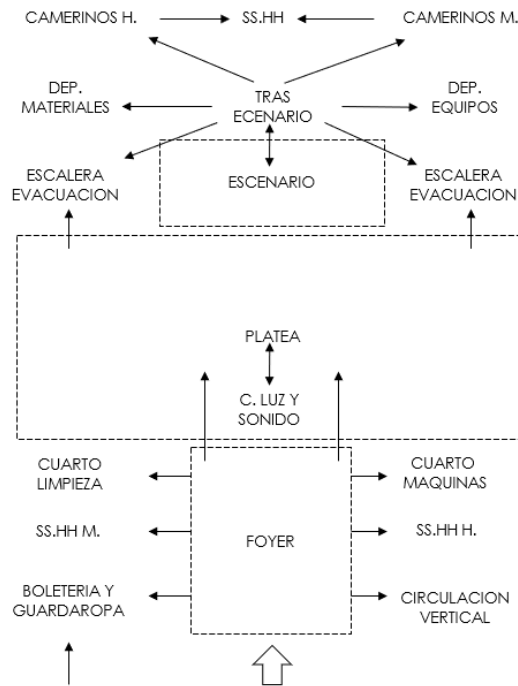 CAMERINOS H.
SS.HH
CAMERINOS M.
DEP.
MATERIALES
TRAS
ECENARIO
DEP.
EQUIPOS
ESCALERA
EVACUACION
ESCENARIO
ESCALERA
EVACUACION
PLATEA
C. LUZ Y
SONIDO
CUARTO
LIMPIEZA
CUARTO
MAQUINAS
SS.HH M.
FOYER
SS.HH H.
BOLETERIA Y
GUARDAROPA
CIRCULACION
VERTICAL